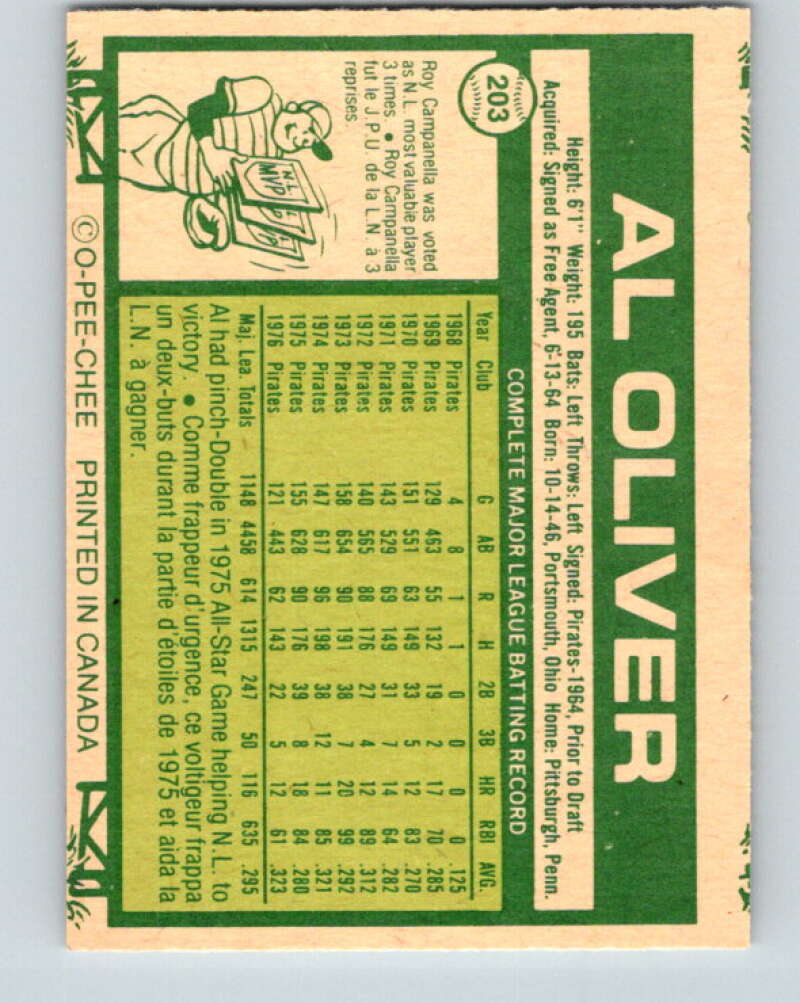 203
AL OLIVER
Height: 6'1" Weight: 195 Bats: Left Throws: Left Signed: Pirates-1964, Prior to Draft
Acquired: Signed as Free Agent, 6-13-64 Born: 10-14-46, Portsmouth, Ohio Home: Pittsburgh, Penn.
Roy Campanella was voted
as N.L. most valuable player
3 times. • Roy Campanella
fut le J.P.U. de la L.N. à 3
reprises.
N.L.
MVP
COMPLETE MAJOR LEAGUE BATTING RECORD
Year Club G AB R H 2B 3B HR RBI AVG.
1968 Pirates 4 8 1 1 0 0 0 0 .125
1969 Pirates 129 463 55 132 19 2 17 70 .285
1970 Pirates 151 551 63 149 33 5 12 83 .270
1971 Pirates 143 529 69 149 31 7 14 64 .282
1972 Pirates 140 565 88 176 27 4 12 89 .312
1973 Pirates 158 654 90 191 38 7 20 99 .292
1974 Pirates 147 617 96 198 38 12 11 85 .321
1975 Pirates 155 628 90 176 39 8 18 84 .280
1976 Pirates 121 443 62 143 22 5 12 61 .323
Maj. Lea. Totals 1148 4458 614 1315 247 50 116 635 .295
Al had pinch-Double in 1975 All-Star Game helping N.L. to
victory. • Comme frappeur d'urgence, ce voltigeur frappa
un deux-buts durant la partie d'étoiles de 1975 et aida la
L.N. à gagner.
© O-PEE-CHEE PRINTED IN CANADA